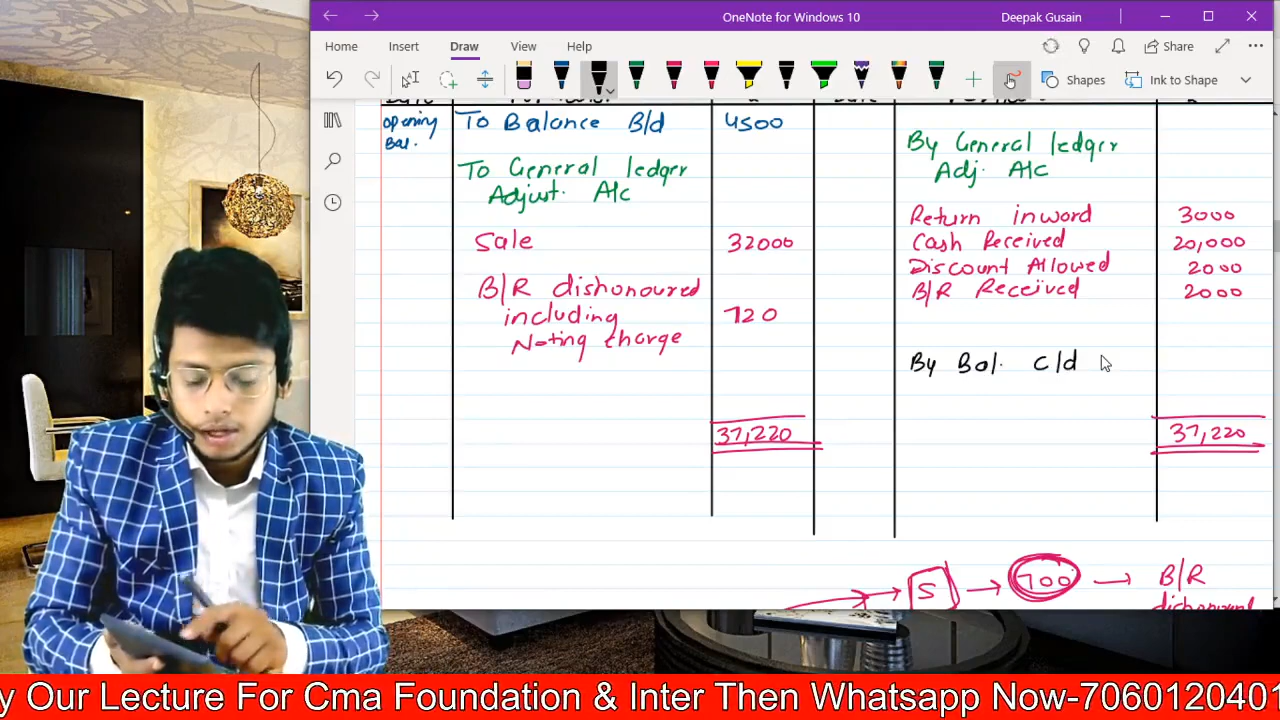 OneNote for Windows 10
Deepak Gusain
Home Insert Draw View Help
Share
Shapes
Ink to Shape
opening
Bal.
To Balance B/d 4500
To General ledger
Adjust. A/c
Sale 32000
B/R dishonoured
including 720
Noting charge
37,220
By General ledger
Adj. A/c
Return inword 3000
Cash Received 20,000
Discount Allowed 2000
B/R Received 2000
By Bal. C/d
37,220
S
700
B/R
y Our Lecture For Cma Foundation & Inter Then Whatsapp Now-7060120401